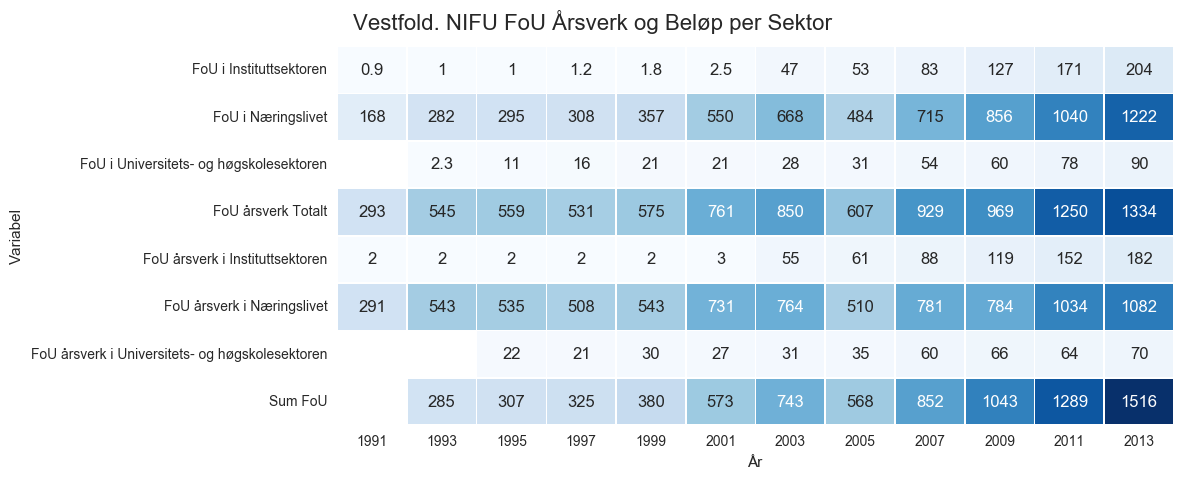 Vestfold. NIFU FoU Årsverk og Beløp per Sektor
Variabel
FoU i Instituttsektoren 0.9 1 1 1.2 1.8 2.5 47 53 83 127 171 204
FoU i Næringslivet 168 282 295 308 357 550 668 484 715 856 1040 1222
FoU i Universitets- og høgskolesektoren 2.3 11 16 21 21 28 31 54 60 78 90
FoU årsverk Totalt 293 545 559 531 575 761 850 607 929 969 1250 1334
FoU årsverk i Instituttsektoren 2 2 2 2 2 3 55 61 88 119 152 182
FoU årsverk i Næringslivet 291 543 535 508 543 731 764 510 781 784 1034 1082
FoU årsverk i Universitets- og høgskolesektoren 22 21 30 27 31 35 60 66 64 70
Sum FoU 285 307 325 380 573 743 568 852 1043 1289 1516
1991 1993 1995 1997 1999 2001 2003 2005 2007 2009 2011 2013
År